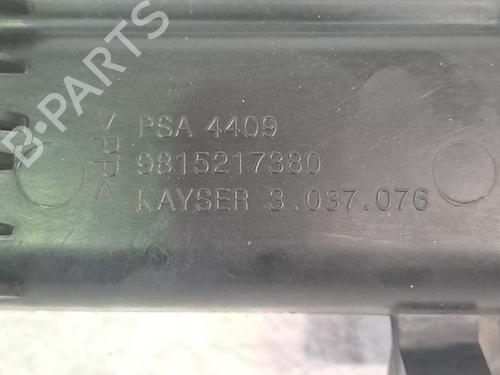 PSA 4409
9815217380
KAYSER 3.037.076
>PP<
B-Parts